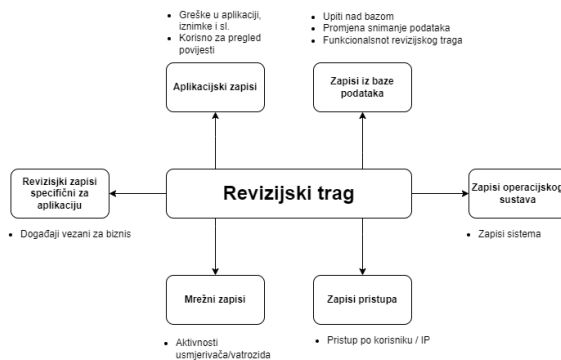 • Greške u aplikaciji,
iznimke i sl.
• Korisno za pregled
povijesti
• Upiti nad bazom
• Promjena snimanje podataka
• Funkcionalsnot revizijskog traga
Aplikacijski zapisi
Zapisi iz baze
podataka
Revizisjki zapisi
specifični za
aplikaciju
Revizijski trag
Zapisi operacijskog
sustava
• Događaji vezani za biznis
• Zapisi sistema
Mrežni zapisi
Zapisi pristupa
• Aktivnosti
usmjerivača/vatrozida
• Pristup po korisniku / IP